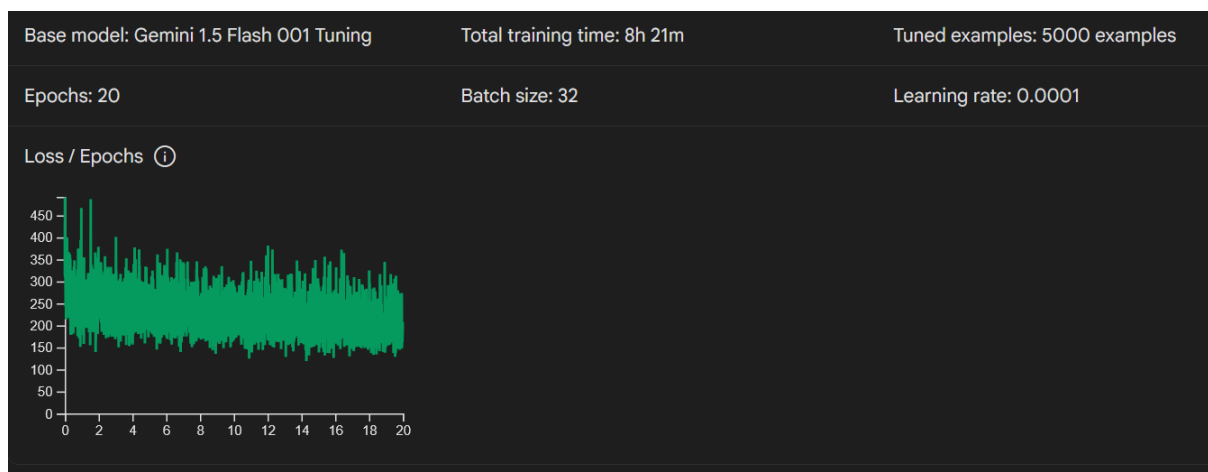 Base model: Gemini 1.5 Flash 001 Tuning
Total training time: 8h 21m
Tuned examples: 5000 examples
Epochs: 20
Batch size: 32
Learning rate: 0.0001
Loss / Epochs
450
400
350
300
250
200
150
100
50
0
0 2 4 6 8 10 12 14 16 18 20